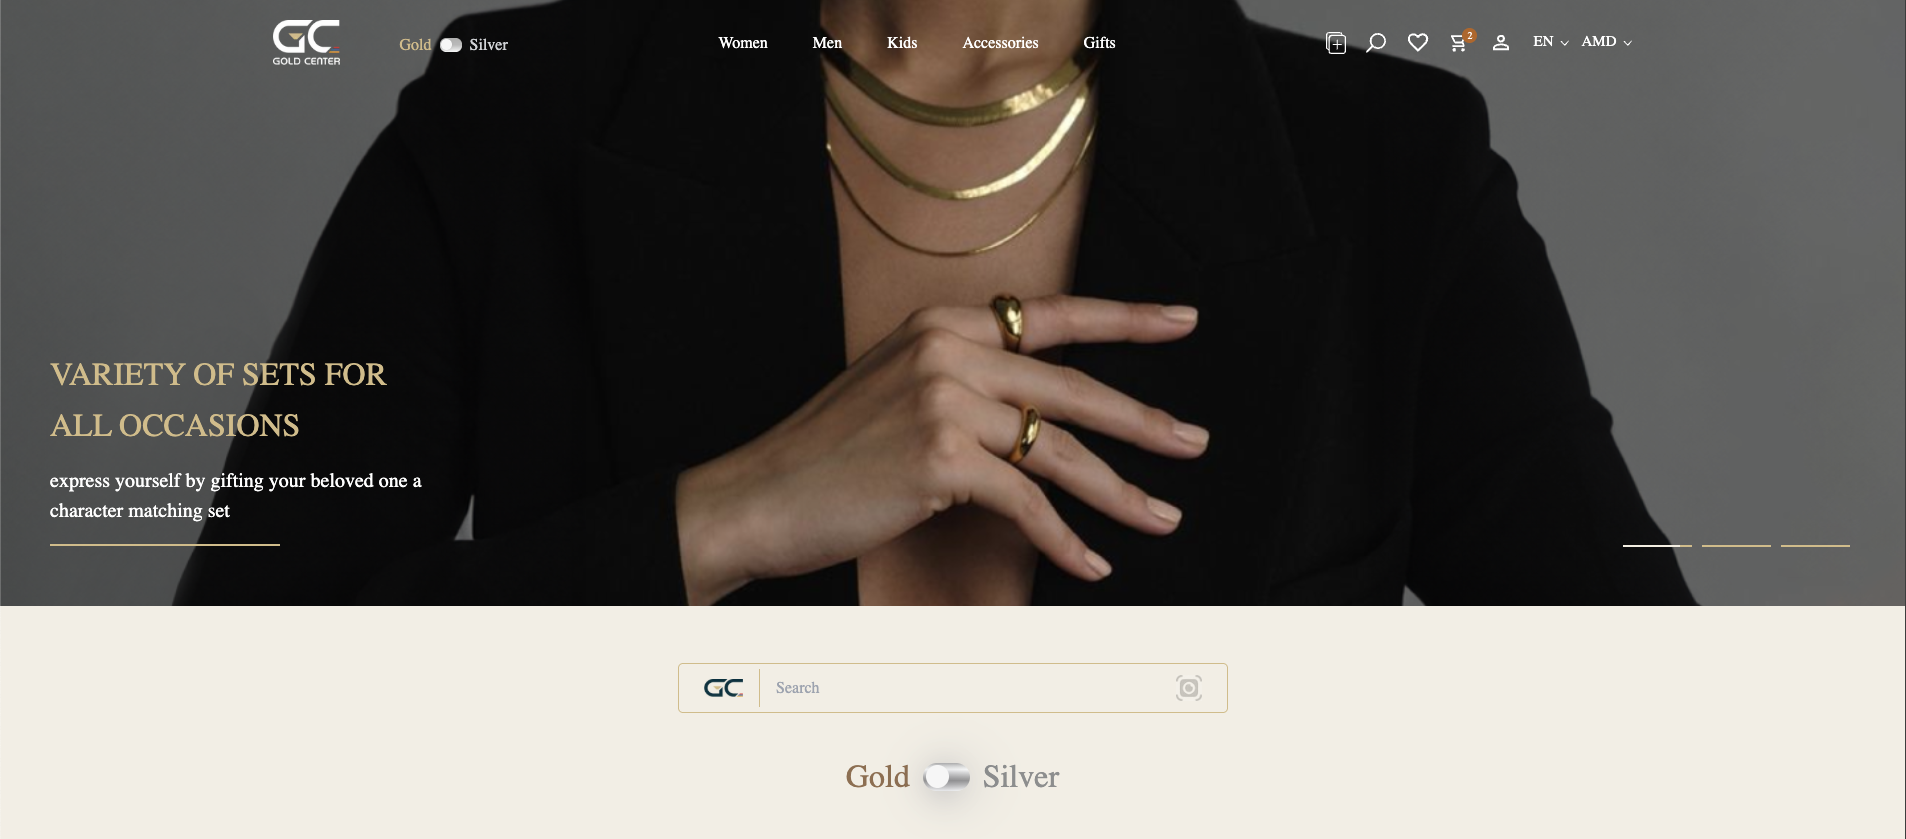 GC
GOLD CENTER
Gold Silver
Women Men Kids Accessories Gifts
2
EN AMD
VARIETY OF SETS FOR
ALL OCCASIONS
express yourself by gifting your beloved one a
character matching set
GC Search
Gold Silver